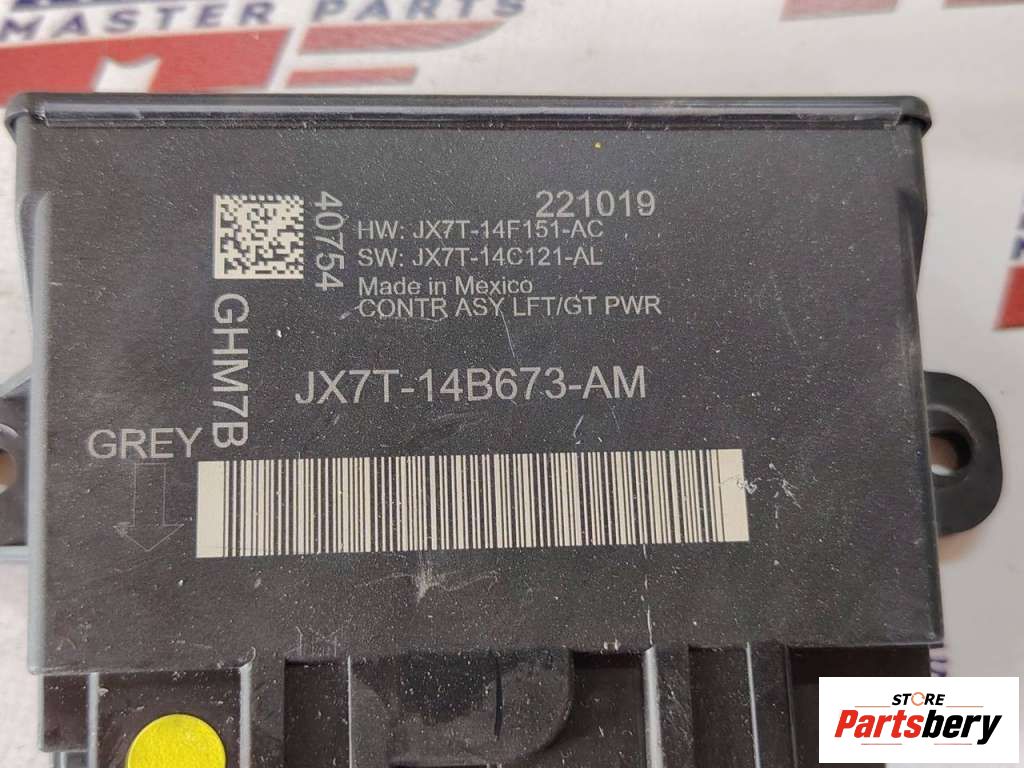 MASTER PARTS
221019
40754
HW: JX7T-14F151-AC
SW: JX7T-14C121-AL
Made in Mexico
CONTR ASY LFT/GT PWR
GHM7B
JX7T-14B673-AM
GREY
STORE
Partsbery